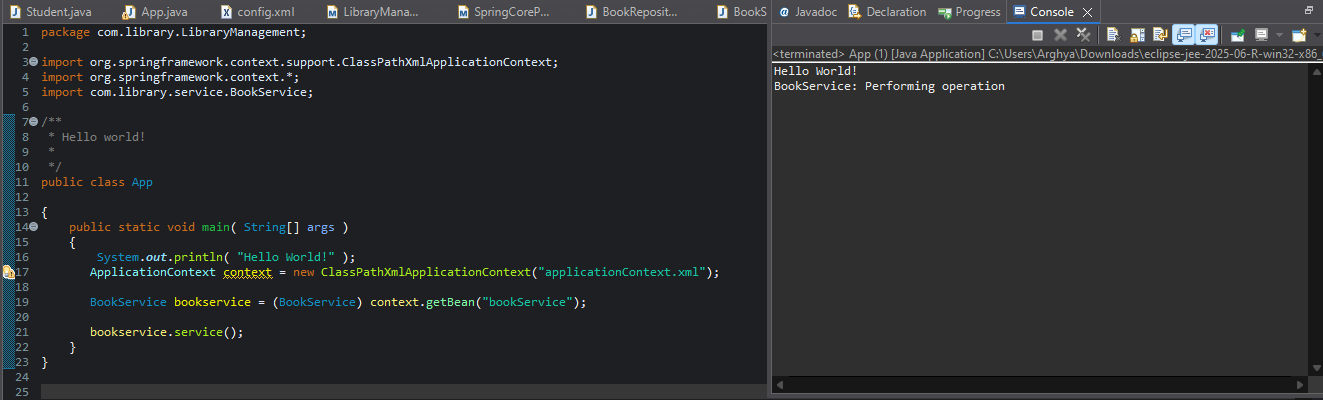 Student.java App.java config.xml LibraryMana... SpringCoreP... BookReposit... BookS
Javadoc Declaration Progress Console
<terminated> App (1) [Java Application] C:\Users\Arghya\Downloads\eclipse-jee-2025-06-R-win32-x86_
1 package com.library.LibraryManagement;
2
3 import org.springframework.context.support.ClassPathXmlApplicationContext;
4 import org.springframework.context.*;
5 import com.library.service.BookService;
6
7 /**
8 * Hello world!
9 *
10 */
11 public class App
12
13 {
14 public static void main( String[] args )
15 {
16 System.out.println( "Hello World!" );
17 ApplicationContext context = new ClassPathXmlApplicationContext("applicationContext.xml");
18
19 BookService bookservice = (BookService) context.getBean("bookService");
20
21 bookservice.service();
22 }
23 }
24
25
Hello World!
BookService: Performing operation